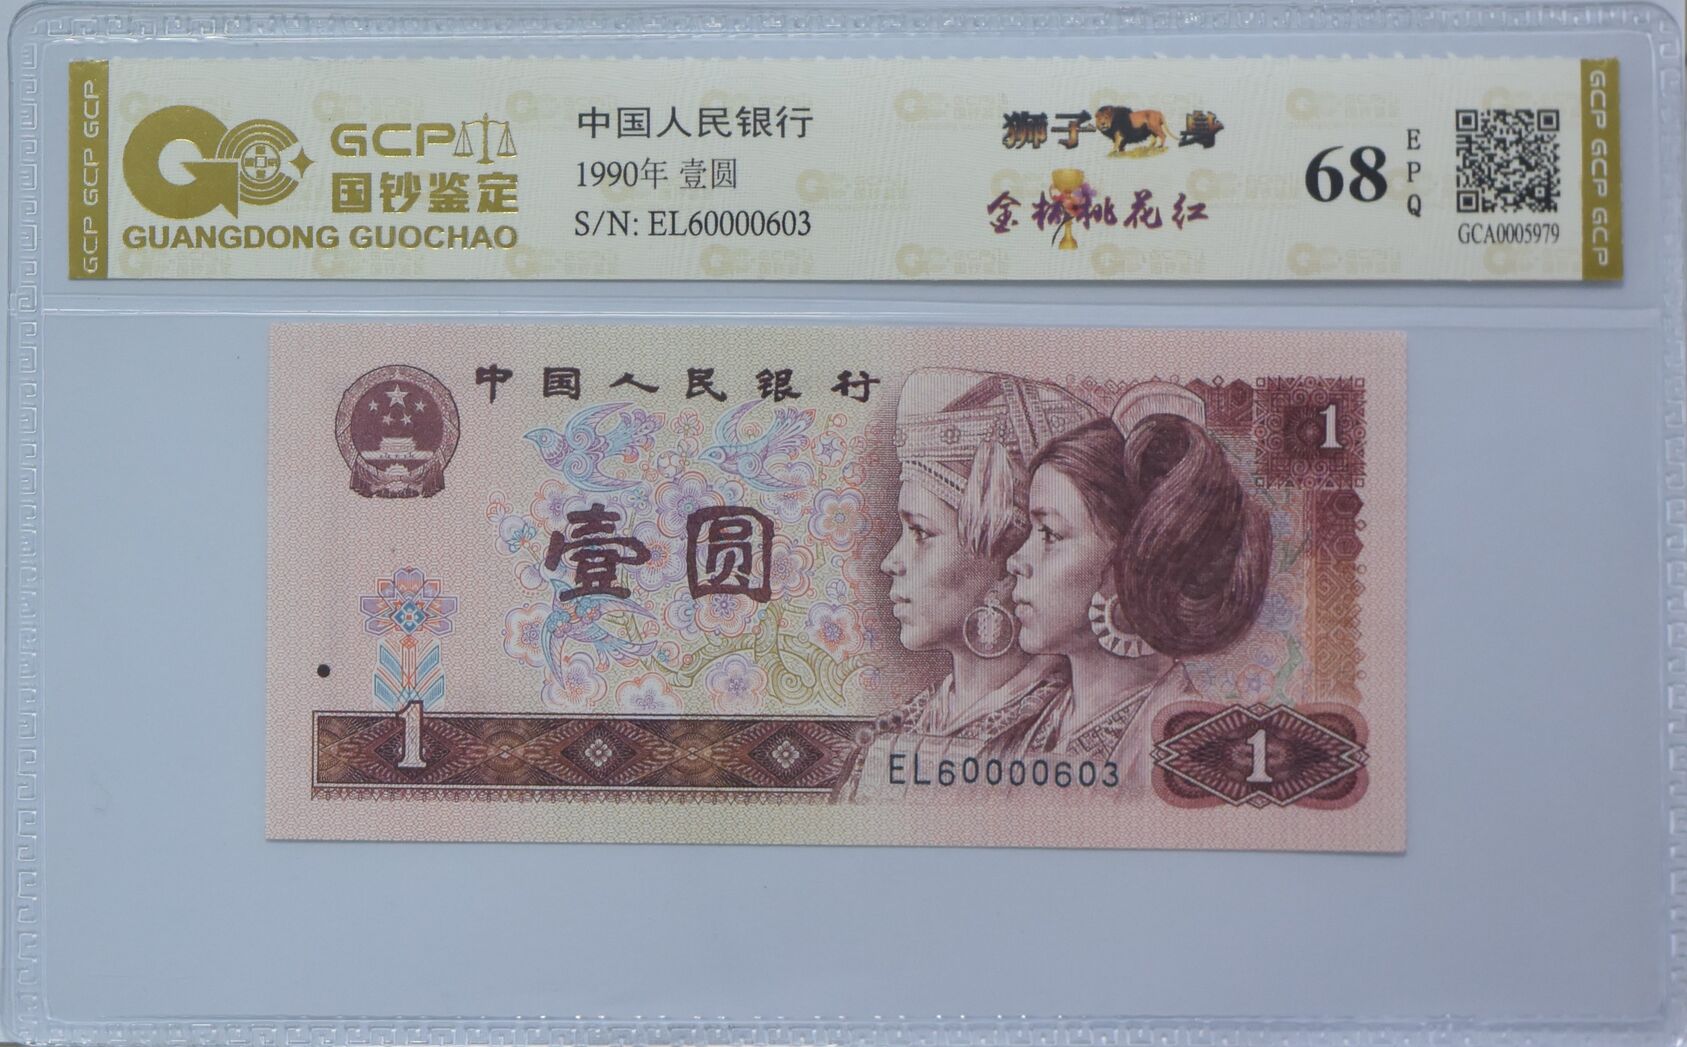 GCP
国钞鉴定
GUANGDONG GUOCHAO
中国人民银行
1990年 壹圆
S/N: EL60000603
狮子 身
金杯桃花红
68
EPQ
GCA0005979
GCP GCP GCP
GCP GCP GCP
中国人民银行
1
壹圆
1
EL60000603
1